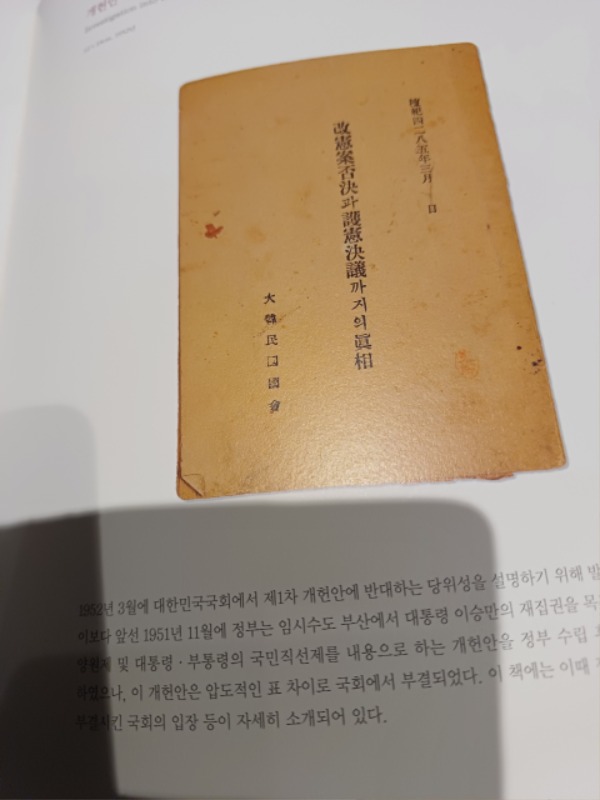 개헌안
Investigation
檀紀四二八五年三月 日
改憲案否決과 護憲決議까지의 眞相
大韓民國國會
1952년 3월에 대한민국국회에서 제1차 개헌안에 반대하는 당위성을 설명하기 위해 발
이보다 앞선 1951년 11월에 정부는 임시수도 부산에서 대통령 이승만의 재집권을 목
양원제 및 대통령·부통령의 국민직선제를 내용으로 하는 개헌안을 정부 수립
하였으나, 이 개헌안은 압도적인 표 차이로 국회에서 부결되었다. 이 책에는 이때
부결시킨 국회의 입장 등이 자세히 소개되어 있다.